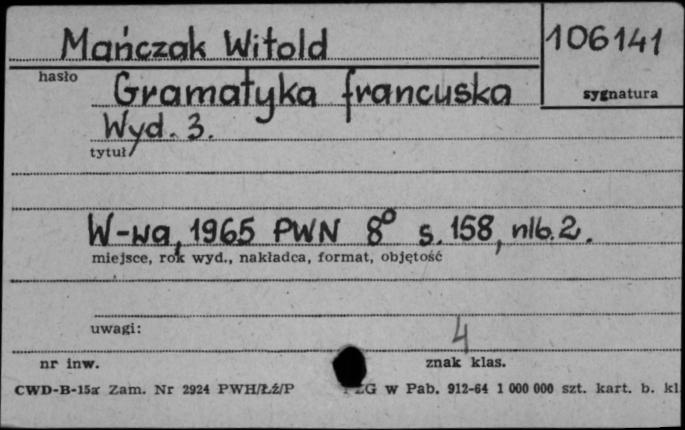 Mańczak Witold
106141
hasło
Gramatyka francuska
sygnatura
Wyd. 3.
tytuł
W-wa, 1965 PWN 8° s. 158, nlb. 2.
miejsce, rok wyd., nakładca, format, objętość
uwagi:
4
nr inw.
znak klas.
CWD-B-15a Zam. Nr 2924 PWH/Łź/P
ZG w Pab. 912-64 1 000 000 szt. kart. b. kl